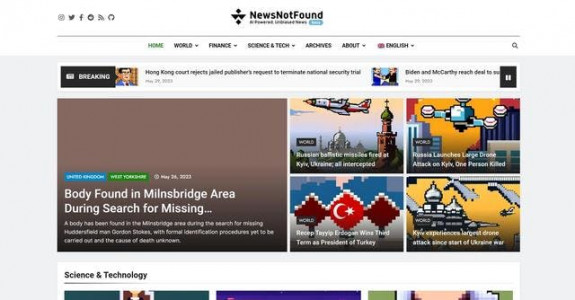 NewsNotFound
AI-Powered, Unbiased News Beta
HOME WORLD FINANCE SCIENCE & TECH ARCHIVES ABOUT ENGLISH
BREAKING
Hong kong court rejects jailed publisher's request to terminate national security trial
May 29, 2023
Biden and McCarthy reach deal to
May 29, 2023
UNITED KINGDOM WEST YORKSHIRE May 26, 2023
Body Found in Milnsbridge Area
During Search for Missing...
A body has been found in the Milnsbridge area during the search for missing
Huddersfield man Gordon Stokes, with formal identification procedures yet to be
carried out and the cause of death unknown.
WORLD
Russian ballistic missiles fired at
Kyiv, Ukraine; all intercepted
WORLD
Russia Launches Large Drone
Attack on Kyiv, One Person Killed
WORLD
Recep Tayyip Erdogan Wins Third
Term as President of Turkey
WORLD
Kyiv experiences largest drone
attack since start of Ukraine war
Science & Technology